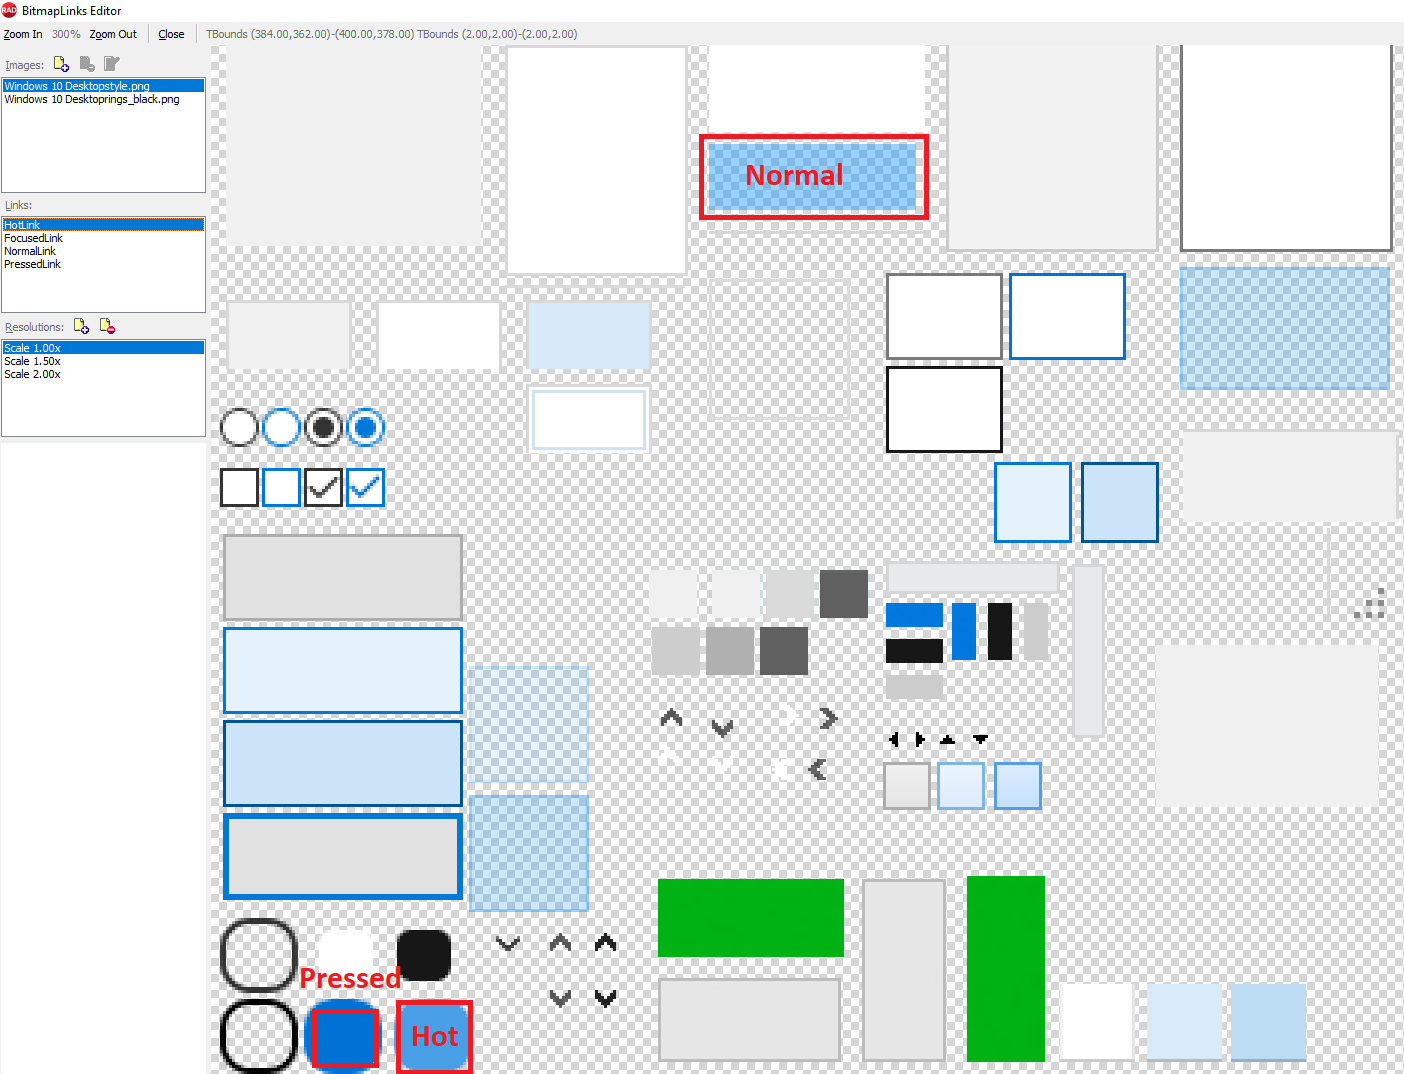 RAD BitmapLinks Editor
Zoom In 300% Zoom Out Close TBounds (384.00,362.00)-(400.00,378.00) TBounds (2.00,2.00)-(2.00,2.00)
Images:
Windows 10 Desktopstyle.png
Windows 10 Desktoprings_black.png
Normal
Links:
HotLink
FocusedLink
NormalLink
PressedLink
Resolutions:
Scale 1.00x
Scale 1.50x
Scale 2.00x
Pressed
Hot